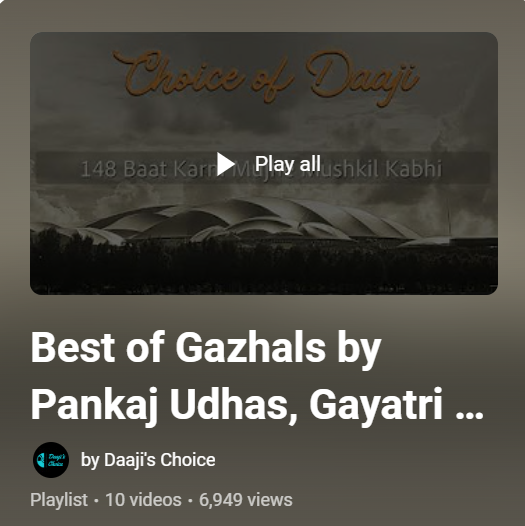 Choice of Daaji
148 Baat Karni Mujhe Mushkil Kabhi
Play all
Best of Gazhals by
Pankaj Udhas, Gayatri ...
Daaji's
Choice
by Daaji's Choice
Playlist • 10 videos • 6,949 views